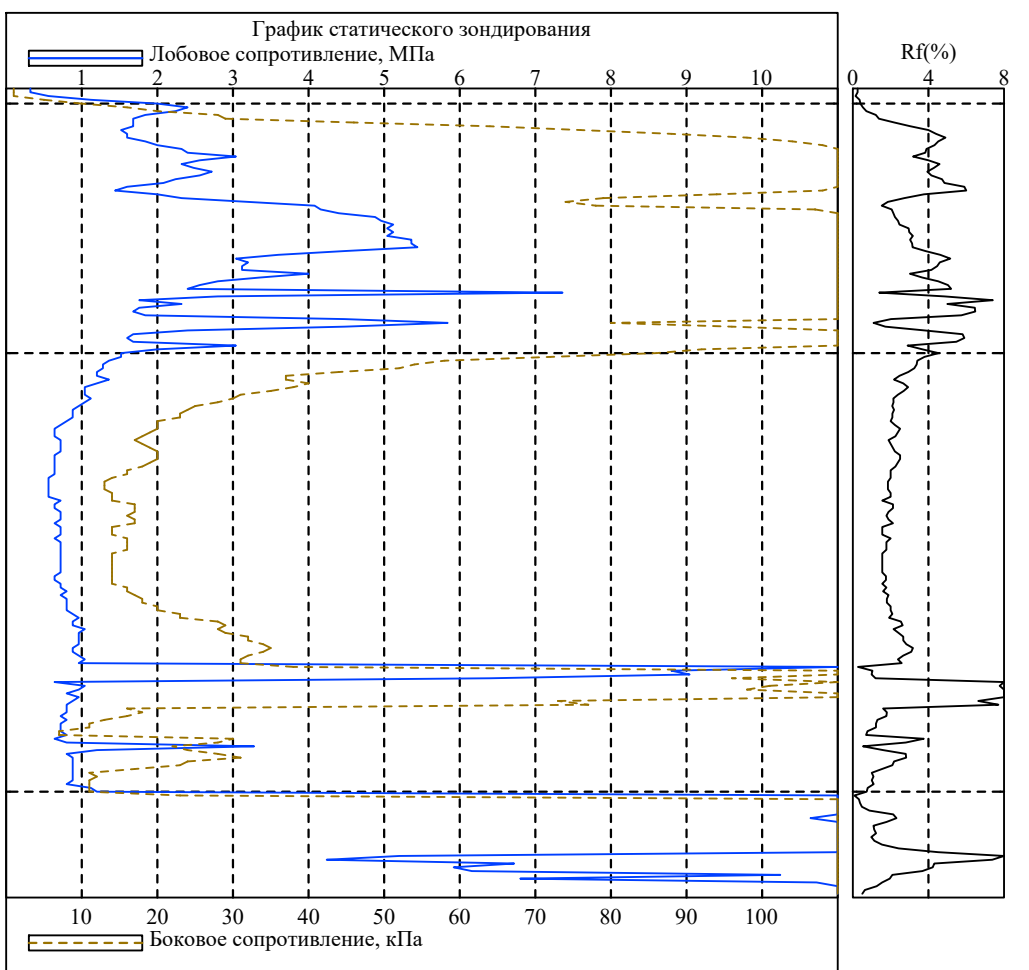 График статического зондирования
Лобовое сопротивление, МПа
Rf(%)
1 2 3 4 5 6 7 8 9 10
0 4 8
10 20 30 40 50 60 70 80 90 100
Боковое сопротивление, кПа